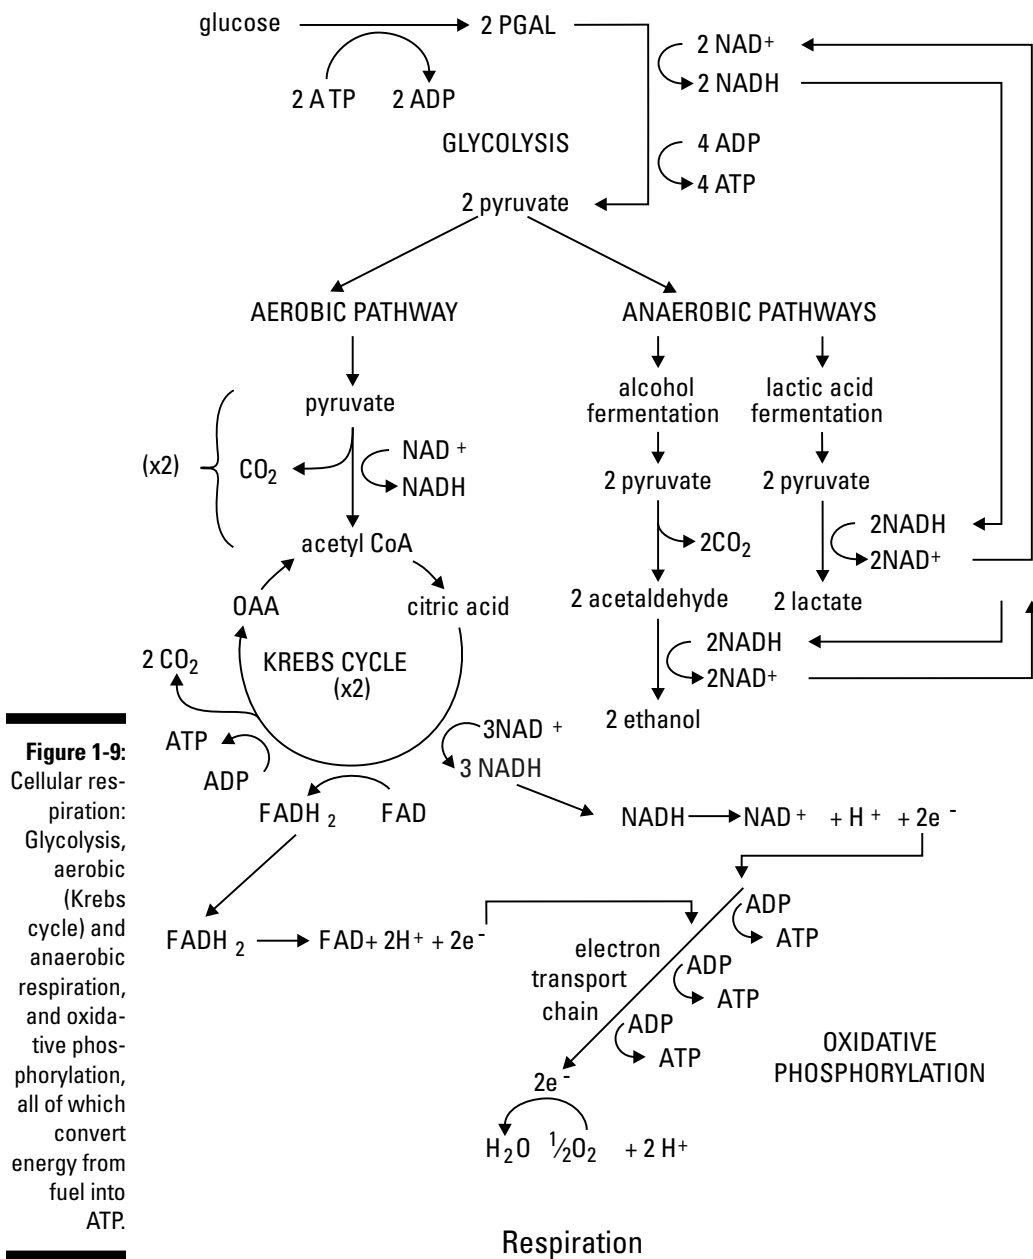 glucose 2 PGAL
2 NAD+
2 NADH
2 A TP 2 ADP
GLYCOLYSIS
4 ADP
4 ATP
2 pyruvate
AEROBIC PATHWAY
ANAEROBIC PATHWAYS
pyruvate
(x2)
CO2
NAD +
NADH
acetyl CoA
OAA
citric acid
KREBS CYCLE
(x2)
2 CO2
ATP
ADP
FADH 2
FAD
3NAD +
3 NADH
alcohol
fermentation
2 pyruvate
2CO2
2 acetaldehyde
2NADH
2NAD+
2 ethanol
lactic acid
fermentation
2 pyruvate
2NADH
2NAD+
2 lactate
NADH NAD + + H + + 2e -
FADH 2 FAD+ 2H+ + 2e-
electron
transport
chain
ADP
ATP
ADP
ATP
ADP
ATP
2e -
H2O ½O2 + 2 H+
OXIDATIVE
PHOSPHORYLATION
Figure 1-9:
Cellular res-
piration:
Glycolysis,
aerobic
(Krebs
cycle) and
anaerobic
respiration,
and oxida-
tive phos-
phorylation,
all of which
convert
energy from
fuel into
ATP.
Respiration